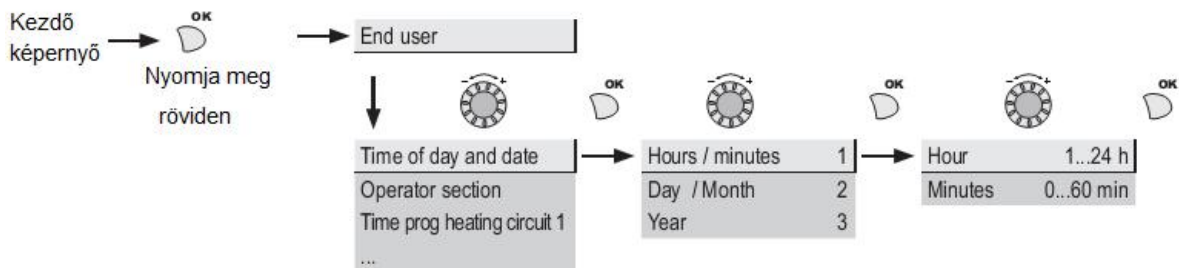 Kezdő
képernyő
OK
Nyomja meg
röviden
End user
- +
OK
- +
OK
- +
OK
Time of day and date
Operator section
Time prog heating circuit 1
...
Hours / minutes 1
Day / Month 2
Year 3
Hour 1...24 h
Minutes 0...60 min